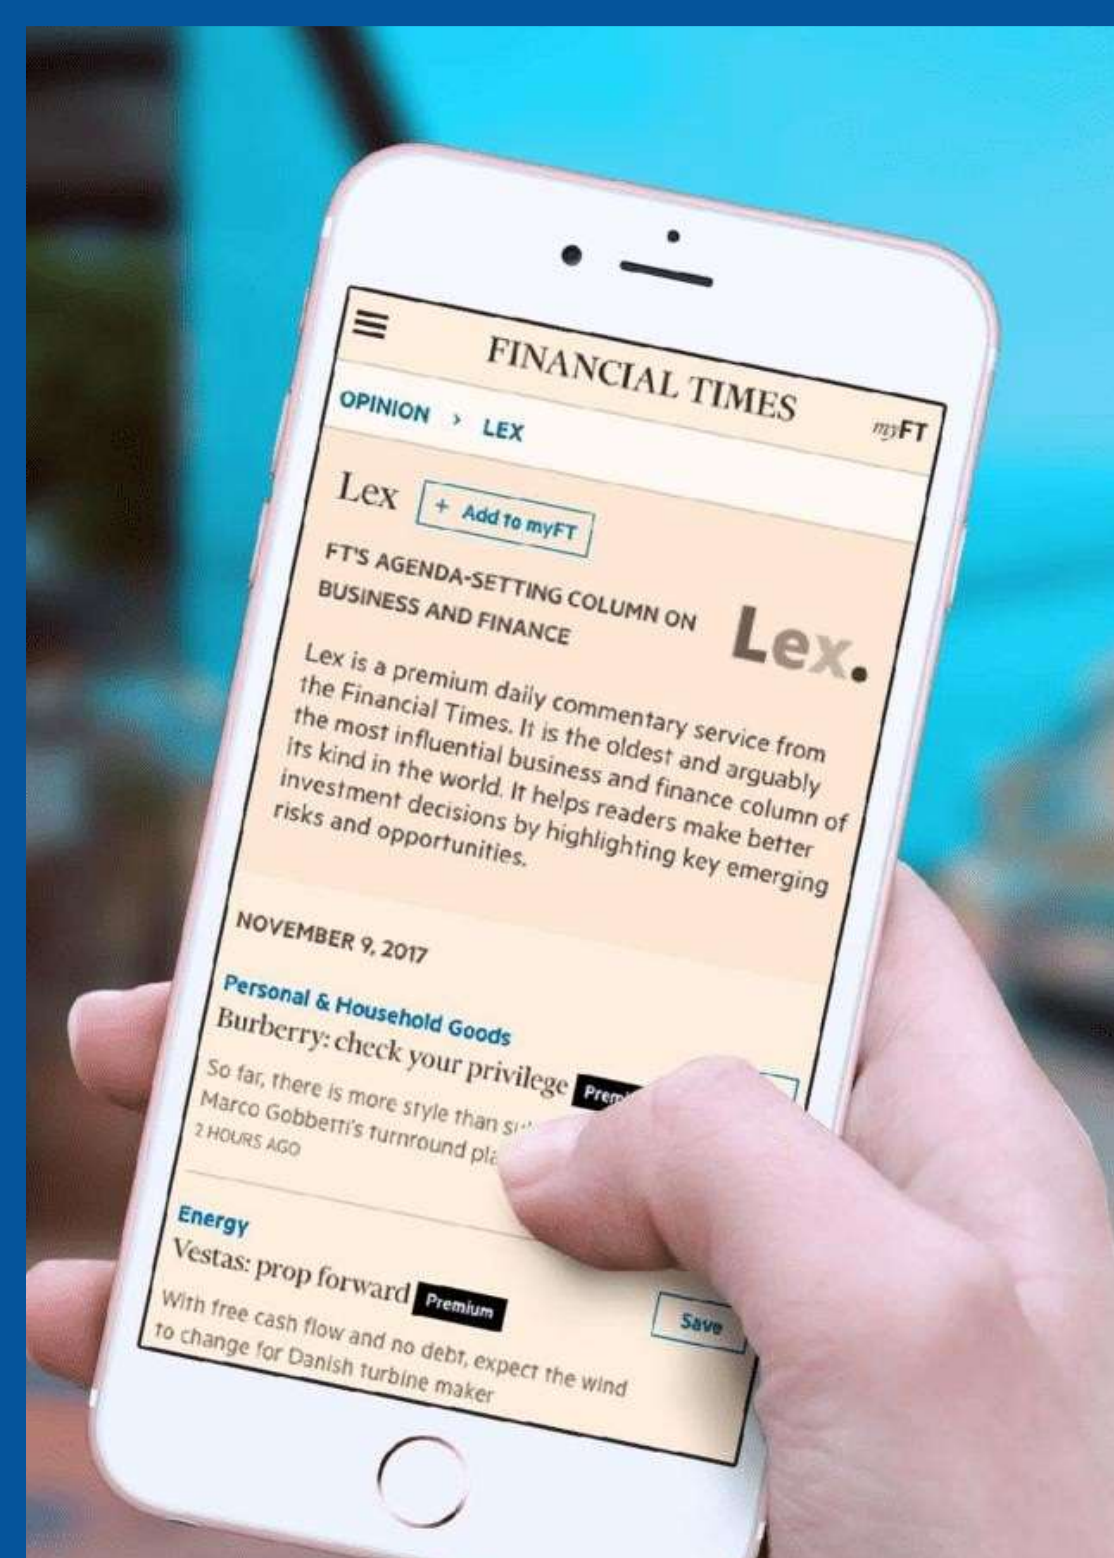 FINANCIAL TIMES
myFT
OPINION > LEX
Lex
+ Add to myFT
FT'S AGENDA-SETTING COLUMN ON
BUSINESS AND FINANCE
Lex.
Lex is a premium daily commentary service from
the Financial Times. It is the oldest and arguably
the most influential business and finance column of
its kind in the world. It helps readers make better
investment decisions by highlighting key emerging
risks and opportunities.
NOVEMBER 9, 2017
Personal & Household Goods
Burberry: check your privilege
So far, there is more style than
Marco Gobbetti's turnround
2 HOURS AGO
Energy
Vestas: prop forward Premium
Save
With free cash flow and no debt, expect the wind
to change for Danish turbine maker